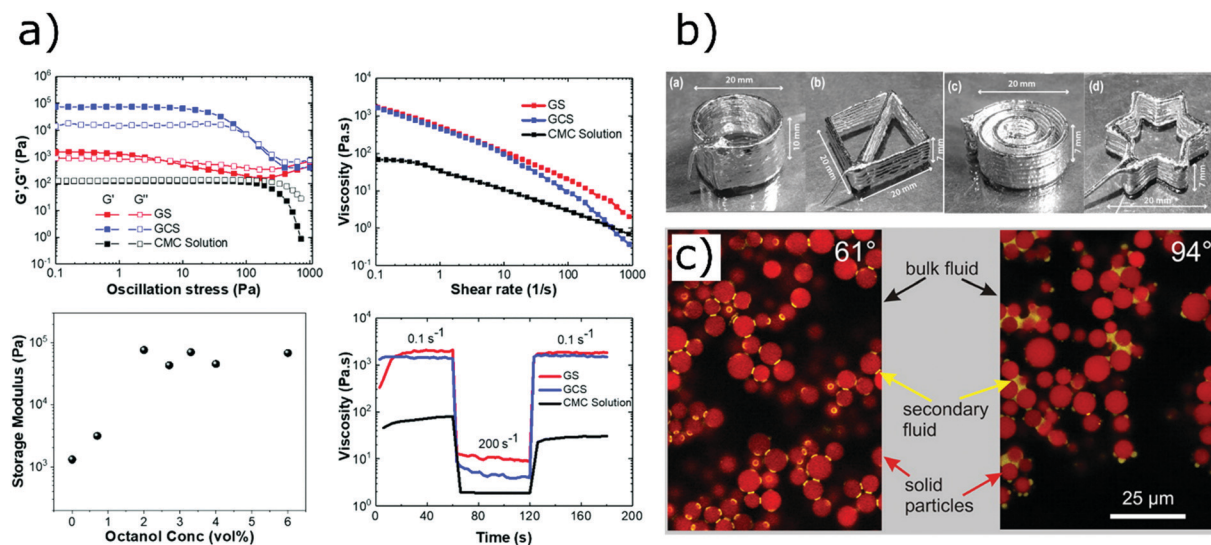 a)
10⁶
10⁵
10⁴
10³
10²
10¹
10⁰
10⁻¹
G',G'' (Pa)
G' G''
GS
GCS
CMC Solution
0.1 1 10 100 1000
Oscillation stress (Pa)
10⁴
10³
10²
10¹
10⁰
10⁻¹
Viscosity (Pa.s)
GS
GCS
CMC Solution
0.1 1 10 100 1000
Shear rate (1/s)
10⁵
10⁴
10³
Storage Modulus (Pa)
0 1 2 3 4 5 6
Octanol Conc (vol%)
10⁴
10³
10²
10¹
10⁰
Viscosity (Pa.s)
0.1 s⁻¹
0.1 s⁻¹
200 s⁻¹
GS
GCS
CMC Solution
0 40 80 120 160 200
Time (s)
b)
(a)
20 mm
10 mm
(b)
20 mm
20 mm
7 mm
(c)
20 mm
7 mm
(d)
20 mm
7 mm
c)
61°
94°
bulk fluid
secondary
fluid
solid
particles
25 µm